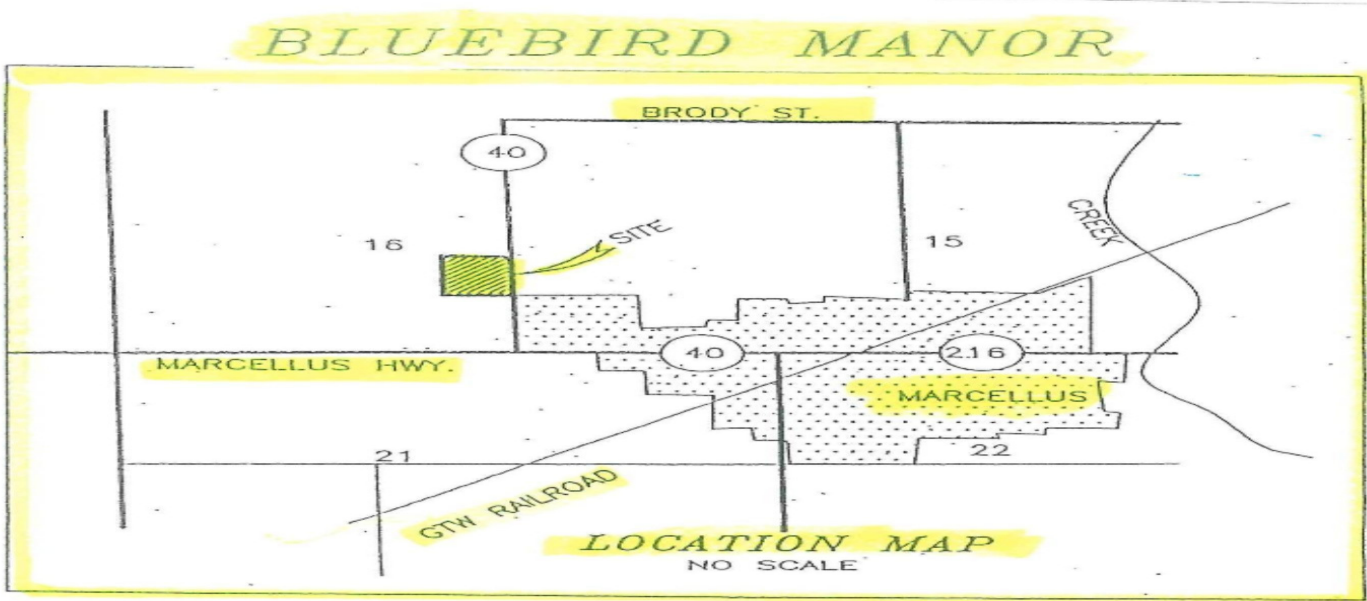 BLUEBIRD MANOR
BRODY ST.
40
CREEK
SITE
16
15
40
216
MARCELLUS HWY.
MARCELLUS
21
22
GTW RAILROAD
LOCATION MAP
NO SCALE